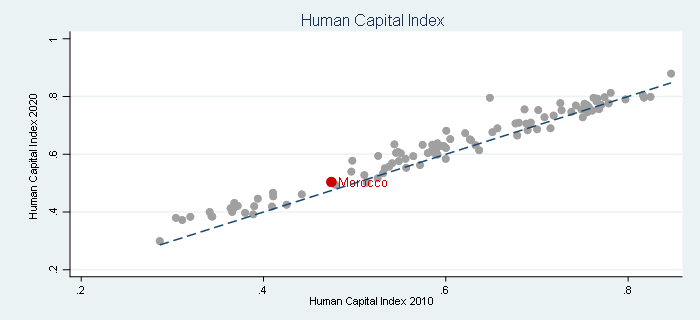 Human Capital Index
Human Capital Index 2020
1
.8
.6
.4
.2
Morocco
.2
.4
.6
.8
Human Capital Index 2010